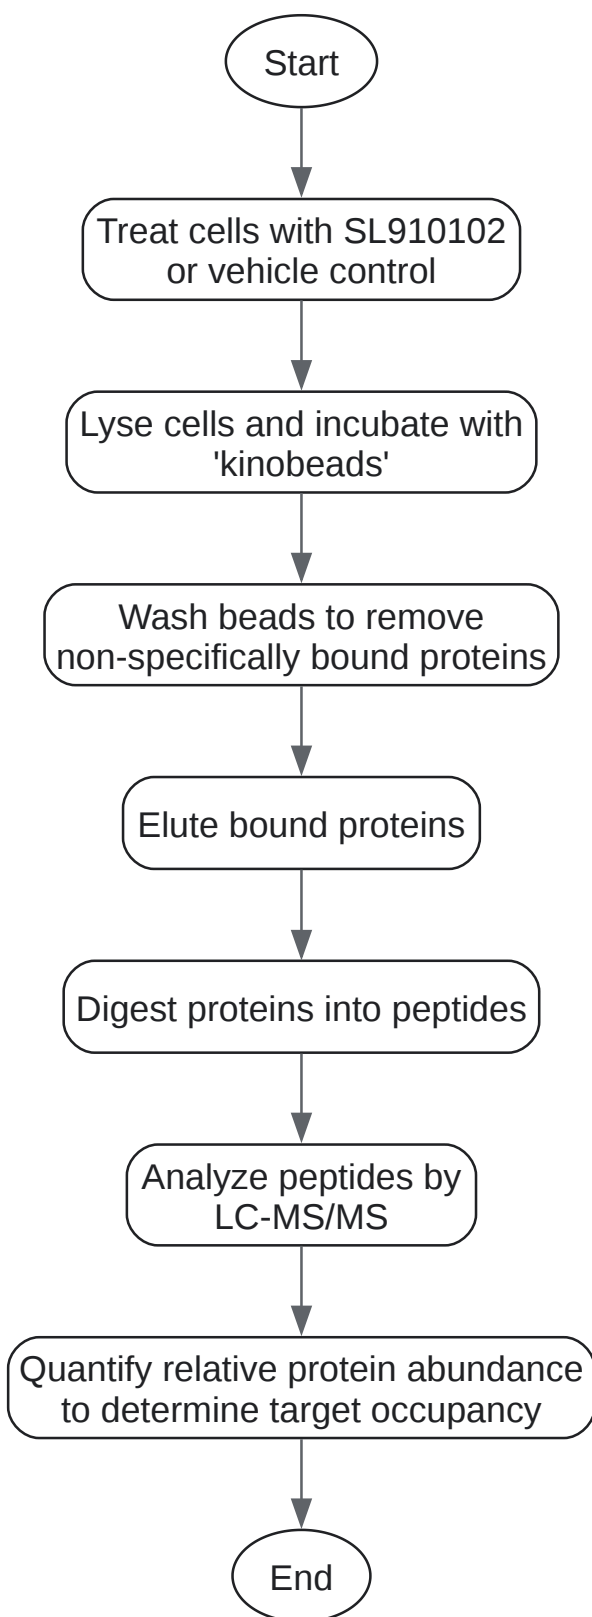 Start
Treat cells with SL910102
or vehicle control
Lyse cells and incubate with
'kinobeads'
Wash beads to remove
non-specifically bound proteins
Elute bound proteins
Digest proteins into peptides
Analyze peptides by
LC-MS/MS
Quantify relative protein abundance
to determine target occupancy
End